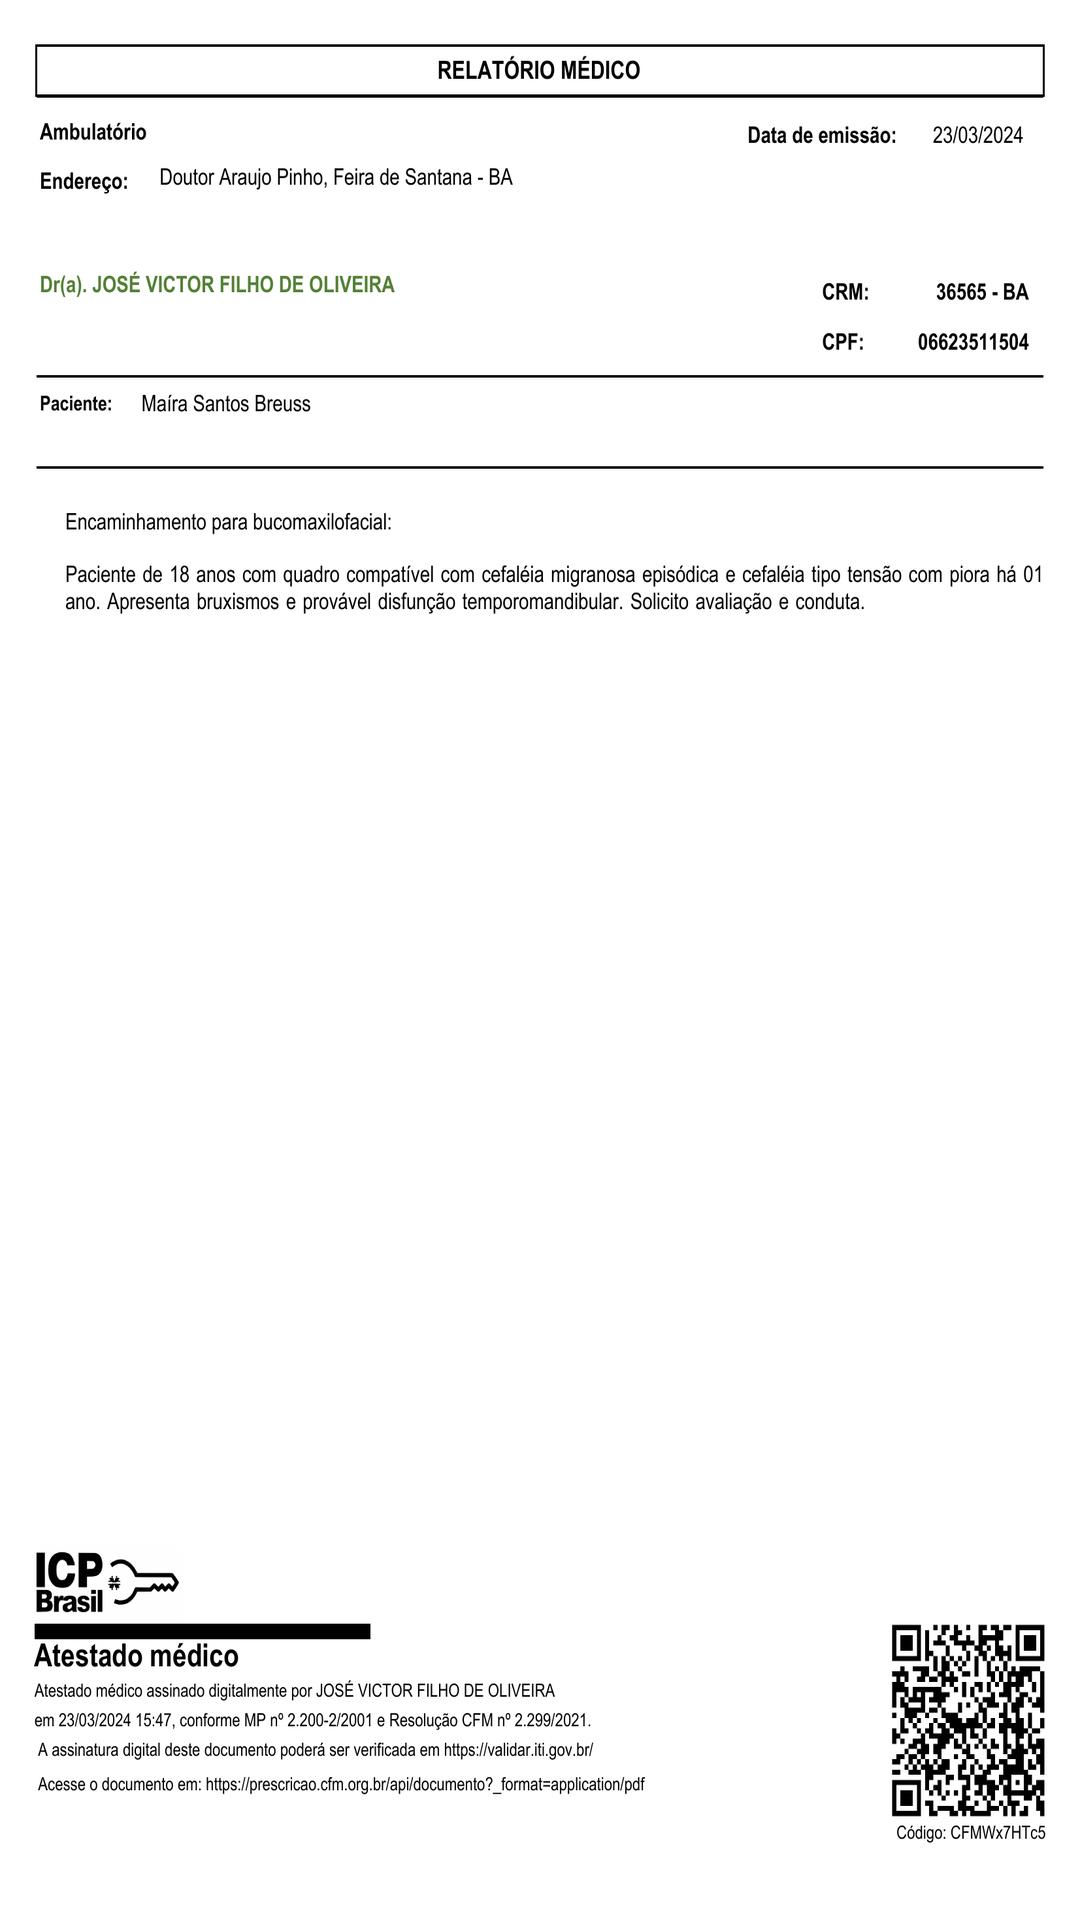 RELATÓRIO MÉDICO
Ambulatório
Data de emissão: 23/03/2024
Endereço: Doutor Araujo Pinho, Feira de Santana - BA
Dr(a). JOSÉ VICTOR FILHO DE OLIVEIRA
CRM: 36565 - BA
CPF: 06623511504
Paciente: Maíra Santos Breuss
Encaminhamento para bucomaxilofacial:
Paciente de 18 anos com quadro compatível com cefaléia migranosa episódica e cefaléia tipo tensão com piora há 01
ano. Apresenta bruxismos e provável disfunção temporomandibular. Solicito avaliação e conduta.
ICP
Brasil
Atestado médico
Atestado médico assinado digitalmente por JOSÉ VICTOR FILHO DE OLIVEIRA
em 23/03/2024 15:47, conforme MP nº 2.200-2/2001 e Resolução CFM nº 2.299/2021.
A assinatura digital deste documento poderá ser verificada em https://validar.iti.gov.br/
Acesse o documento em: https://prescricao.cfm.org.br/api/documento?_format=application/pdf
Código: CFMWx7HTc5